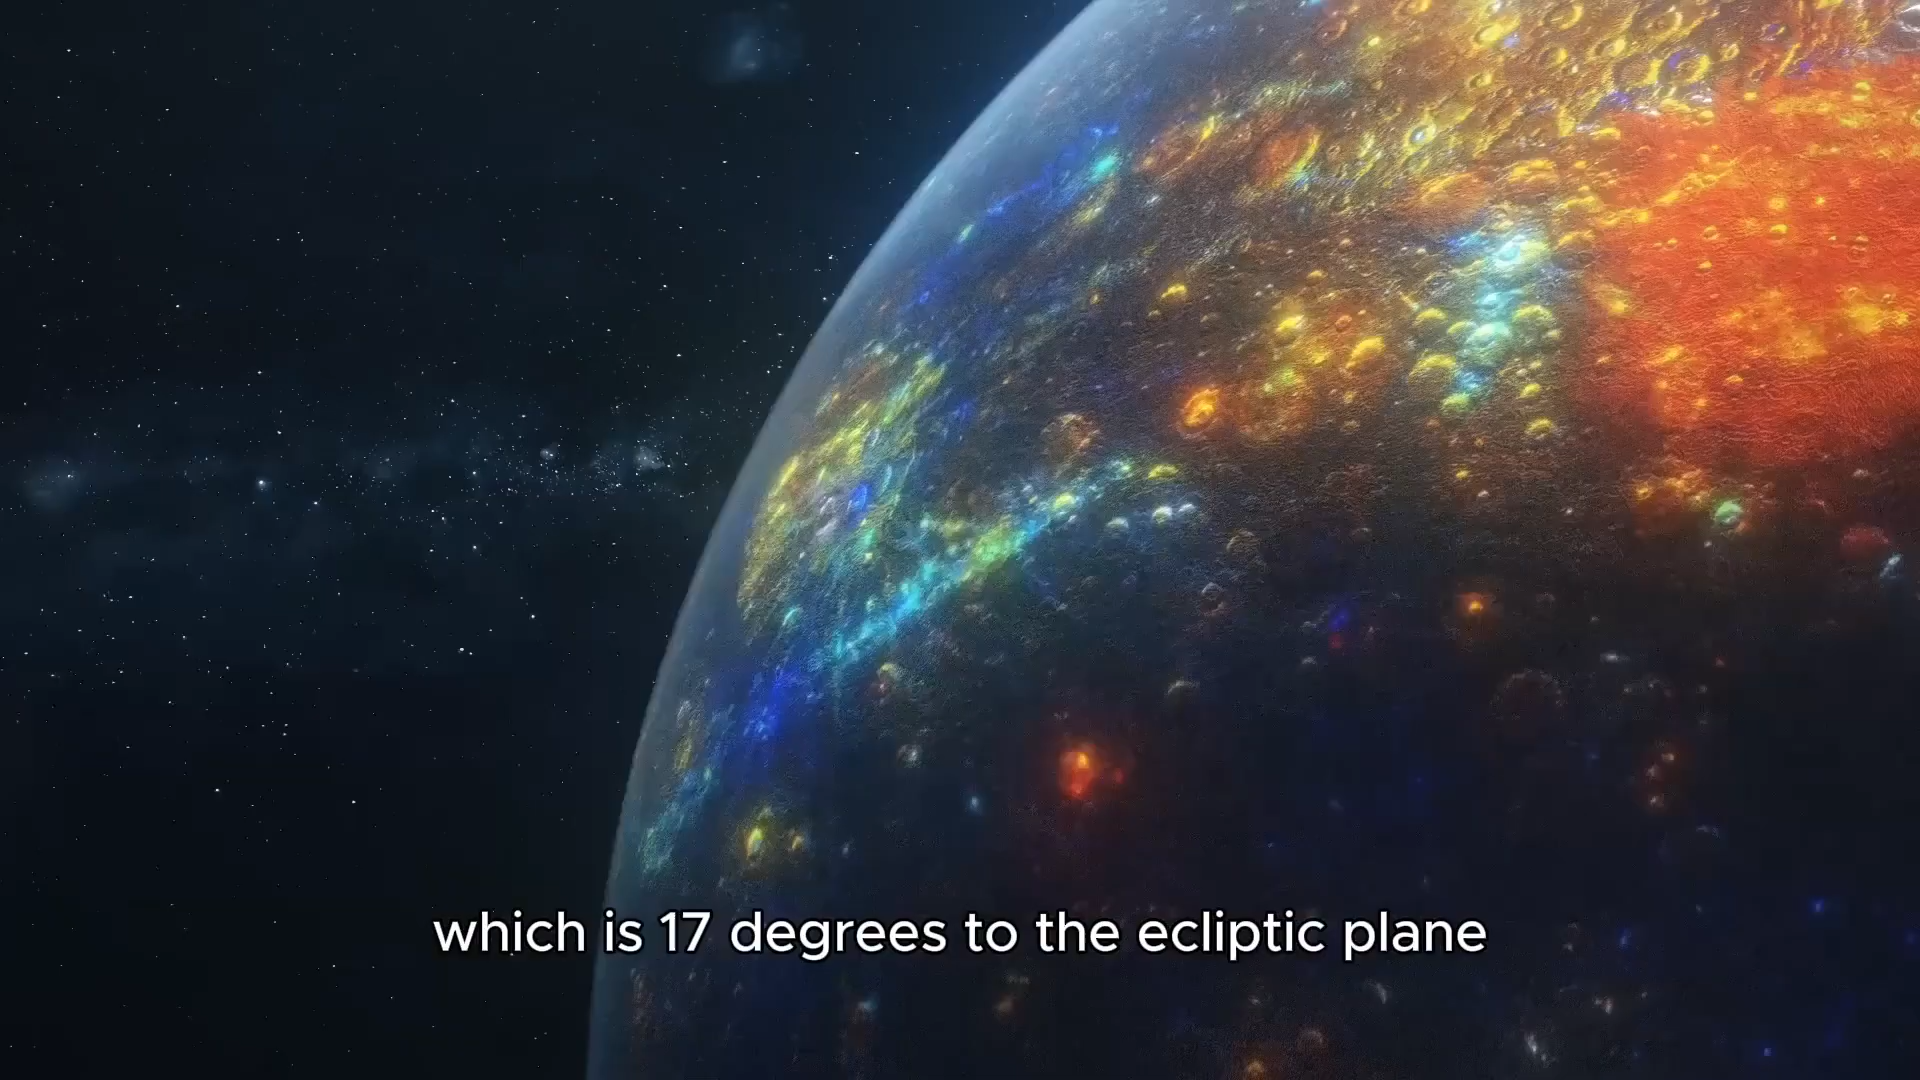 which is 17 degrees to the ecliptic plane